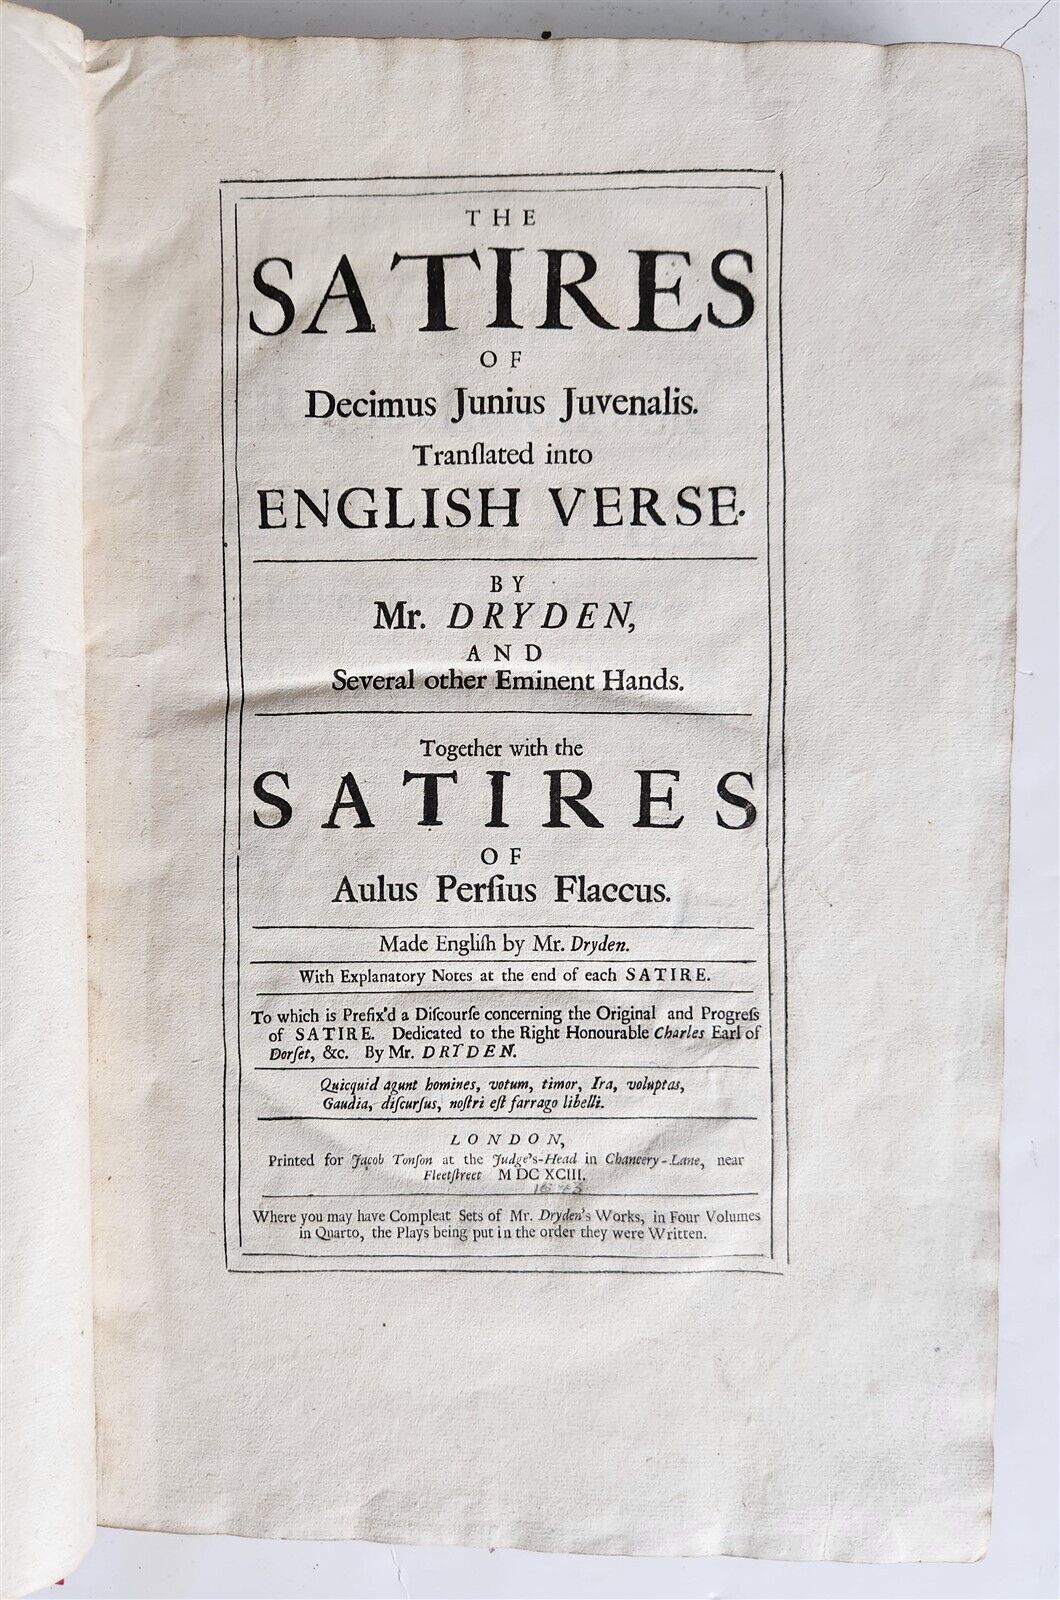 THE
SATIRES
OF
Decimus Junius Juvenalis.
Tranſlated into
ENGLISH VERSE.
BY
Mr. DRYDEN,
AND
Several other Eminent Hands.
Together with the
SATIRES
OF
Aulus Perſius Flaccus.
Made Engliſh by Mr. Dryden.
With Explanatory Notes at the end of each SATIRE.
To which is Prefix'd a Diſcourſe concerning the Original and Progreſs
of SATIRE. Dedicated to the Right Honourable Charles Earl of
Dorſet, &c. By Mr. DRYDEN.
Quicquid agunt homines, votum, timor, Ira, voluptas,
Gaudia, diſcurſus, noſtri eſt farrago libelli.
LONDON,
Printed for Jacob Tonſon at the Judge's-Head in Chancery-Lane, near
Fleetſtreet MDCXCIII.
Where you may have Compleat Sets of Mr. Dryden's Works, in Four Volumes
in Quarto, the Plays being put in the order they were Written.